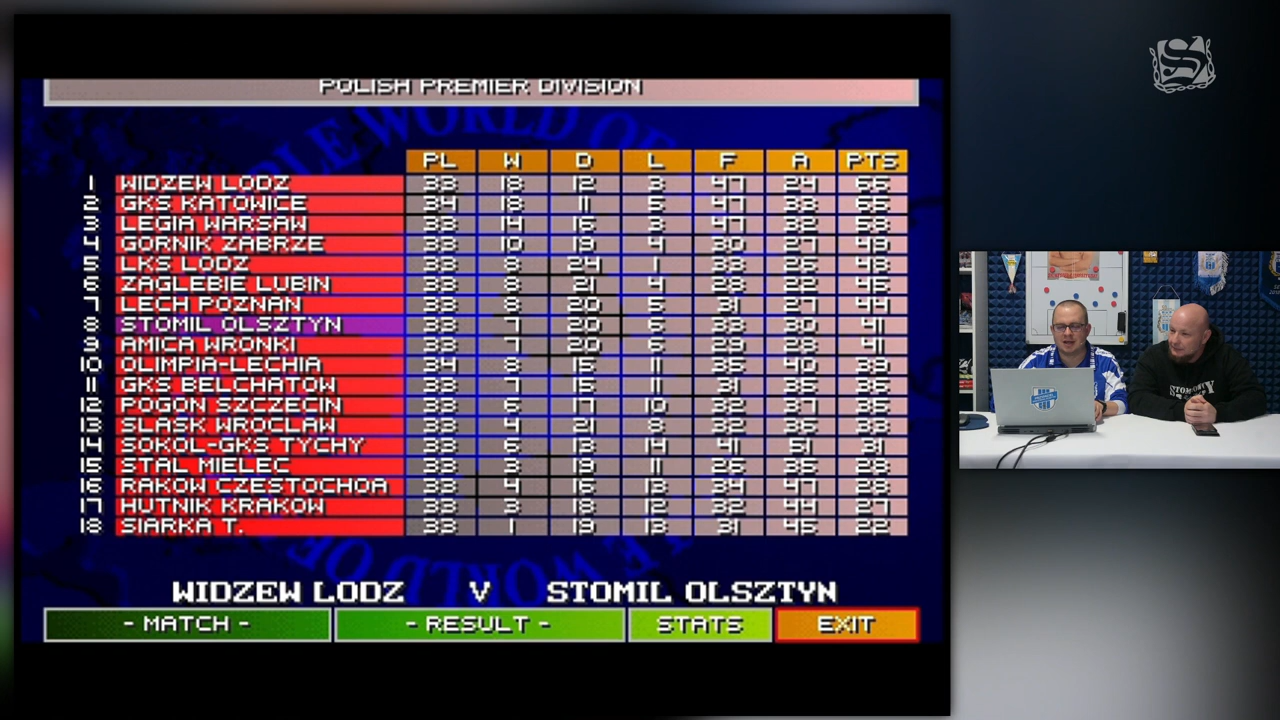 POLISH PREMIER DIVISION
PL W D L F A PTS
1 WIDZEW LODZ 33 18 12 3 47 24 66
2 GKS KATOWICE 34 18 11 5 47 33 65
3 LEGIA WARSAW 33 14 16 3 47 32 58
4 GORNIK ZABRZE 33 10 19 4 30 27 49
5 LKS LODZ 33 8 24 1 33 25 48
6 ZAGLEBIE LUBIN 33 8 21 4 28 22 45
7 LECH POZNAN 33 8 20 5 31 27 44
8 STOMIL OLSZTYN 33 7 20 6 33 30 41
9 AMICA WRONKI 33 7 20 6 29 28 41
10 OLIMPIA-LECHIA 34 8 15 11 36 40 39
11 GKS BELCHATOW 33 7 15 11 31 35 36
12 POGON SZCZECIN 33 6 17 10 32 37 35
13 SLASK WROCLAW 33 4 21 8 32 36 33
14 SOKOL-GKS TYCHY 33 6 13 14 41 51 31
15 STAL MIELEC 33 3 19 11 26 36 28
16 RAKOW CZESTOCHOA 33 4 16 13 34 47 28
17 HUTNIK KRAKOW 33 3 18 12 32 44 27
18 SIARKA T. 33 1 19 13 31 45 22
WIDZEW LODZ V STOMIL OLSZTYN
- MATCH - - RESULT - STATS EXIT